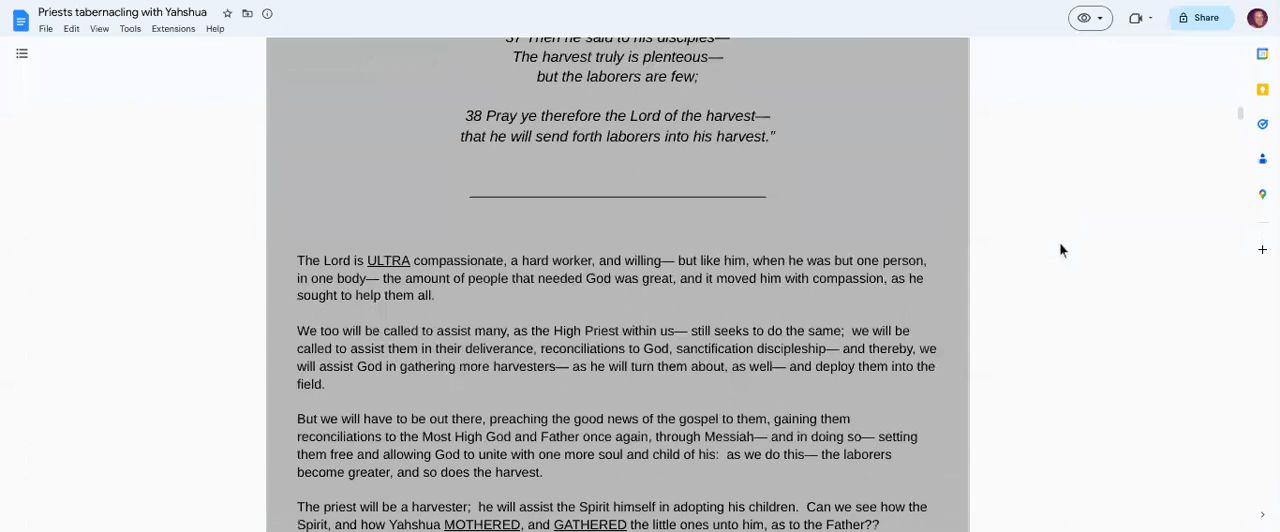 Priests tabernacling with Yahshua
File Edit View Tools Extensions Help
Share
37 Then he said to his disciples—
The harvest truly is plenteous—
but the laborers are few;
38 Pray ye therefore the Lord of the harvest—
that he will send forth laborers into his harvest.”
The Lord is ULTRA compassionate, a hard worker, and willing— but like him, when he was but one person,
in one body— the amount of people that needed God was great, and it moved him with compassion, as he
sought to help them all.
We too will be called to assist many, as the High Priest within us— still seeks to do the same;  we will be
called to assist them in their deliverance, reconciliations to God, sanctification discipleship— and thereby, we
will assist God in gathering more harvesters— as he will turn them about, as well— and deploy them into the
field.
But we will have to be out there, preaching the good news of the gospel to them, gaining them
reconciliations to the Most High God and Father once again, through Messiah— and in doing so— setting
them free and allowing God to unite with one more soul and child of his:  as we do this— the laborers
become greater, and so does the harvest.
The priest will be a harvester;  he will assist the Spirit himself in adopting his children.  Can we see how the
Spirit, and how Yahshua MOTHERED, and GATHERED the little ones unto him, as to the Father??